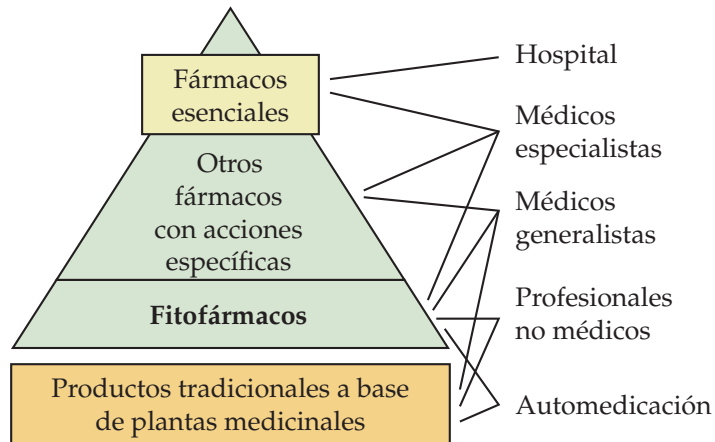 Fármacos
esenciales
Otros
fármacos
con acciones
específicas
Fitofármacos
Productos tradicionales a base
de plantas medicinales
Hospital
Médicos
especialistas
Médicos
generalistas
Profesionales
no médicos
Automedicación